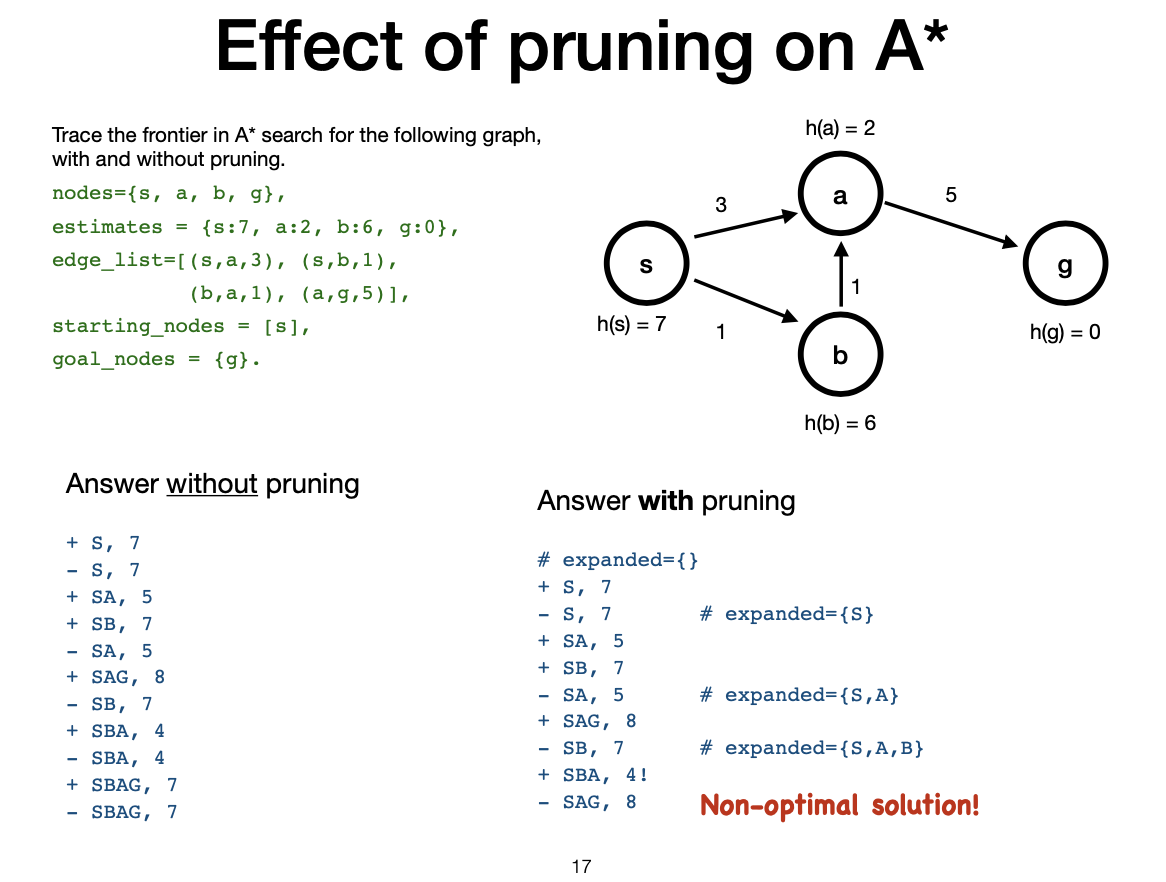 Effect of pruning on A*
Trace the frontier in A* search for the following graph,
with and without pruning.
nodes={s, a, b, g},
estimates = {s:7, a:2, b:6, g:0},
edge_list=[(s,a,3), (s,b,1),
(b,a,1), (a,g,5)],
starting_nodes = [s],
goal_nodes = {g}.
h(a) = 2
a
3
5
s
g
1
h(s) = 7
1
h(g) = 0
b
h(b) = 6
Answer without pruning
+ S, 7
- S, 7
+ SA, 5
+ SB, 7
- SA, 5
+ SAG, 8
- SB, 7
+ SBA, 4
- SBA, 4
+ SBAG, 7
- SBAG, 7
Answer with pruning
# expanded={}
+ S, 7
- S, 7 # expanded={S}
+ SA, 5
+ SB, 7
- SA, 5 # expanded={S,A}
+ SAG, 8
- SB, 7 # expanded={S,A,B}
+ SBA, 4!
- SAG, 8 Non-optimal solution!
17